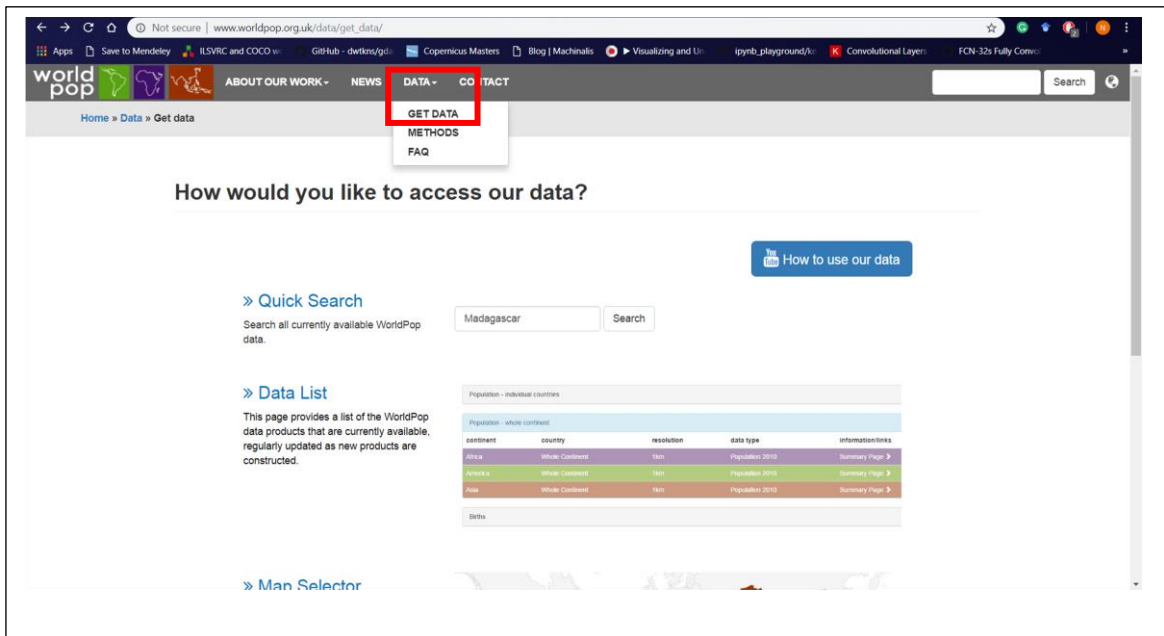 Not secure | www.worldpop.org.uk/data/get_data/
Apps Save to Mendeley ILSVRC and COCO GitHub - dwtkns/gd Copernicus Masters Blog | Machinalis ▶ Visualizing and Un ipynb_playground/k Convolutional Layers FCN-32s Fully Convo »
world pop ABOUT OUR WORK NEWS DATA CONTACT Search
Home » Data » Get data
GET DATA
METHODS
FAQ
How would you like to access our data?
You Tube How to use our data
» Quick Search
Search all currently available WorldPop
data.
Madagascar Search
» Data List
This page provides a list of the WorldPop
data products that are currently available,
regularly updated as new products are
constructed.
Population - individual countries
Population - whole continent
continent country resolution data type information/links
Africa Whole Continent 1km Population 2010 Summary Page
America Whole Continent 1km Population 2010 Summary Page
Asia Whole Continent 1km Population 2010 Summary Page
Births
» Map Selector